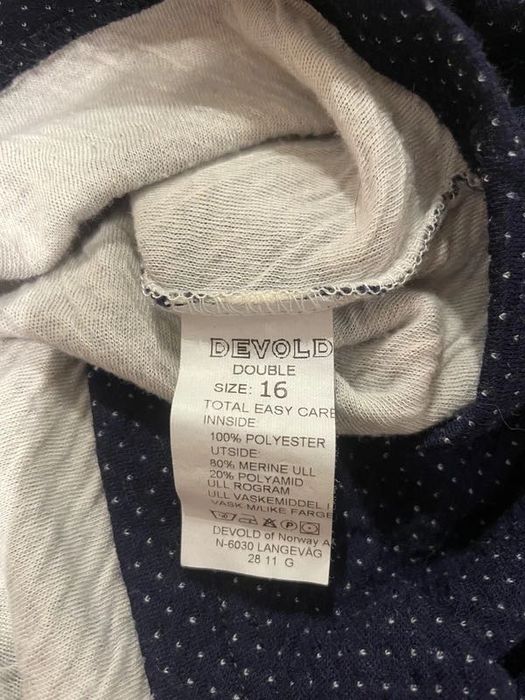 DEVOLD
DOUBLE
SIZE: 16
TOTAL EASY CARE
INNSIDE:
100% POLYESTER
UTSIDE:
80% MERINE ULL
20% POLYAMID
ULL ROGRAM
ULL VASKEMIDDEL
VASK M/LIKE FARGE
DEVOLD of Norway A
N-6030 LANGEVÅG
28 11 G